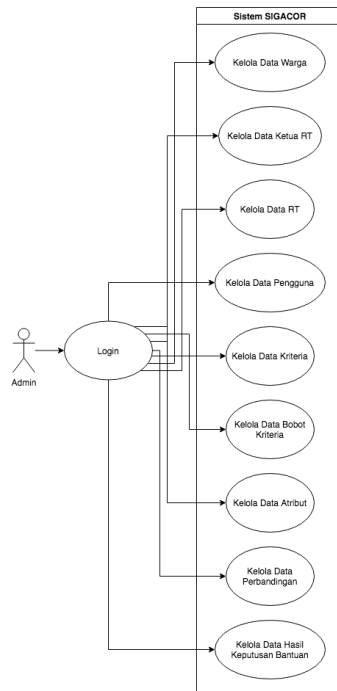 Sistem SIGACOR
Kelola Data Warga
Kelola Data Ketua RT
Kelola Data RT
Kelola Data Pengguna
Login
Admin
Kelola Data Kriteria
Kelola Data Bobot
Kriteria
Kelola Data Atribut
Kelola Data
Perbandingan
Kelola Data Hasil
Keputusan Bantuan